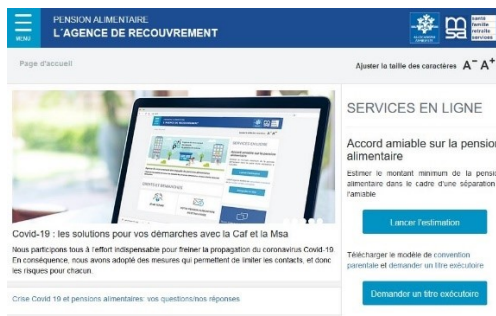 MENU
PENSION ALIMENTAIRE
L'AGENCE DE RECOUVREMENT
santé
famille
retraite
services
Page d'accueil
Ajuster la taille des caractères A⁻ A⁺
SERVICES EN LIGNE
Accord amiable sur la pension
alimentaire
Estimer le montant minimum de la pensio
alimentaire dans le cadre d'une séparation
l'amiable
Lancer l'estimation
Télécharger le modèle de convention
parentale et demander un titre exécutoire
Demander un titre exécutoire
Covid-19 : les solutions pour vos démarches avec la Caf et la Msa
Nous participons tous à l'effort indispensable pour freiner la propagation du coronavirus Covid-19.
En conséquence, nous avons adopté des mesures qui permettent de limiter les contacts, et donc
les risques pour chacun.
Crise Covid 19 et pensions alimentaires: vos questions/nos réponses